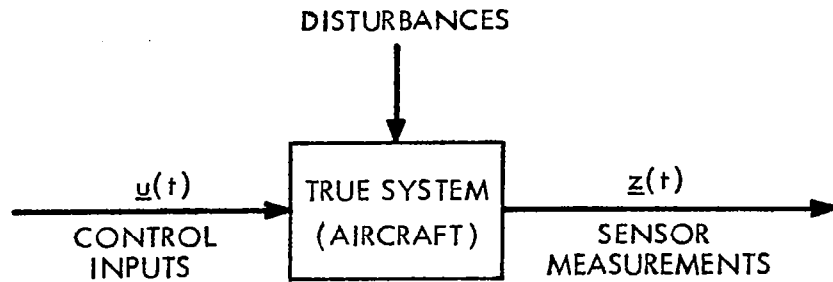 DISTURBANCES
u(t)
CONTROL
INPUTS
TRUE SYSTEM
(AIRCRAFT)
z(t)
SENSOR
MEASUREMENTS